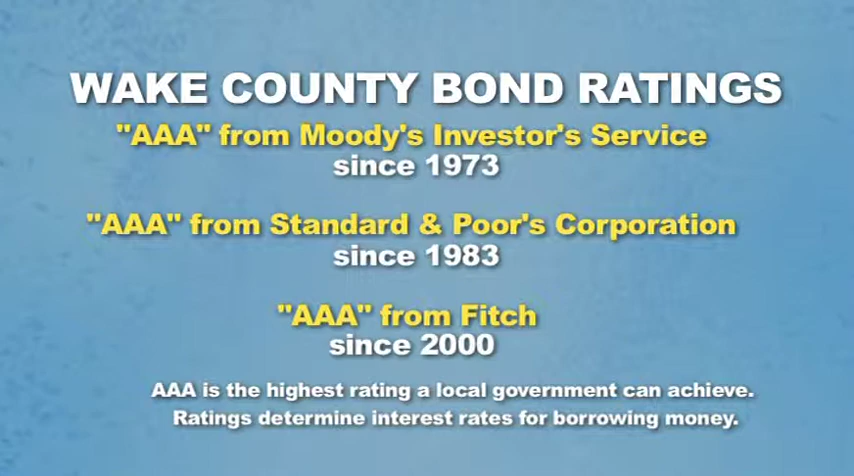 WAKE COUNTY BOND RATINGS
"AAA" from Moody's Investor's Service
since 1973
"AAA" from Standard & Poor's Corporation
since 1983
"AAA" from Fitch
since 2000
AAA is the highest rating a local government can achieve.
Ratings determine interest rates for borrowing money.